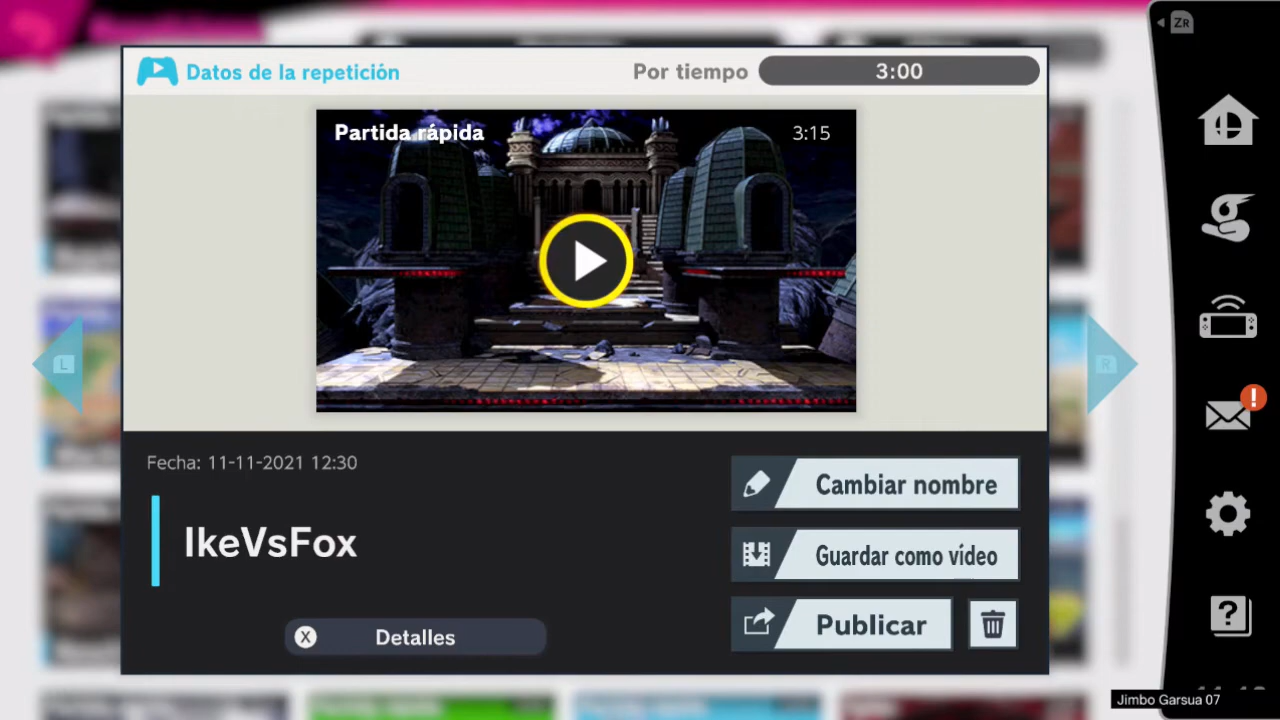 ZR
Datos de la repetición
Por tiempo
3:00
Partida rápida
3:15
L
R
Fecha: 11-11-2021 12:30
IkeVsFox
Cambiar nombre
Guardar como vídeo
Publicar
X Detalles
Jimbo Garsua 07